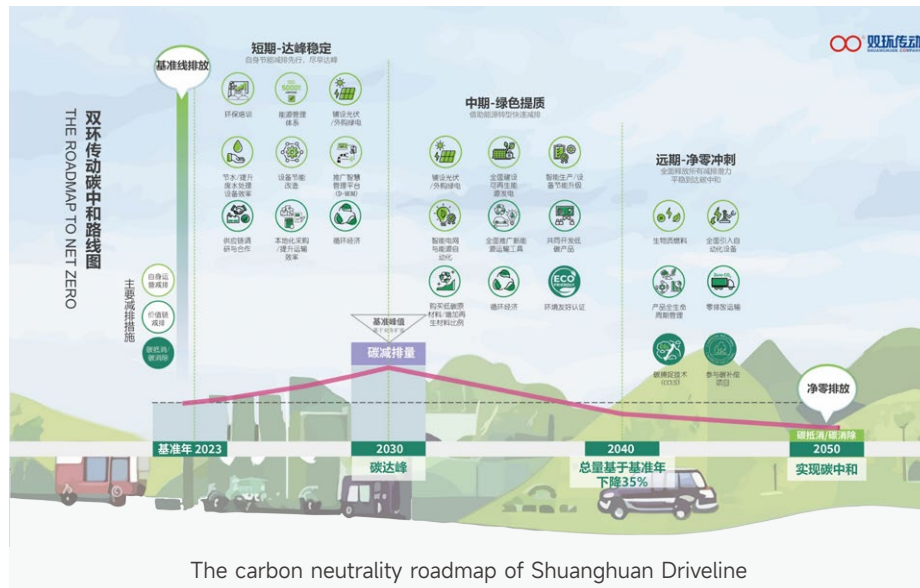 双环传动
SHUANGHUAN COMPANY
双环传动碳中和路线图
THE ROADMAP TO NET ZERO
基准线排放
主要减排措施
自身运
营减排
价值链
减排
碳抵消/
碳消除
短期-达峰稳定
自身节能减排先行，尽早达峰
环保培训
50001
能源管理
体系
铺设光伏
/外购绿电
节水/提升
废水处理
设备效率
设备节能
改造
推广智慧
管理平台
供应链调
研与合作
本地化采购
/提升运输
效率
循环经济
中期-绿色提质
借助能源转型快速减排
铺设光伏
/外购绿电
全面建设
可再生能
源发电
智能生产/设
备节能升级
智能电网
与能源自
动化
全面推广新能
源运输工具
共同开发低
碳产品
购买低碳原
材料/增加再
生材料比例
循环经济
ECO
FRIENDLY
环境友好认证
远期-净零冲刺
全面释放所有减排潜力
平稳到达碳中和
生物质燃料
全面引入自
动化设备
产品全生命
周期管理
Zero CO₂
零排放运输
碳捕捉技术
(CCUS)
参与碳补偿
项目
基准峰值
碳减排量
净零排放
碳抵消/碳消除
基准年 2023
2030
碳达峰
2040
总量基于基准年
下降35%
2050
实现碳中和
The carbon neutrality roadmap of Shuanghuan Driveline